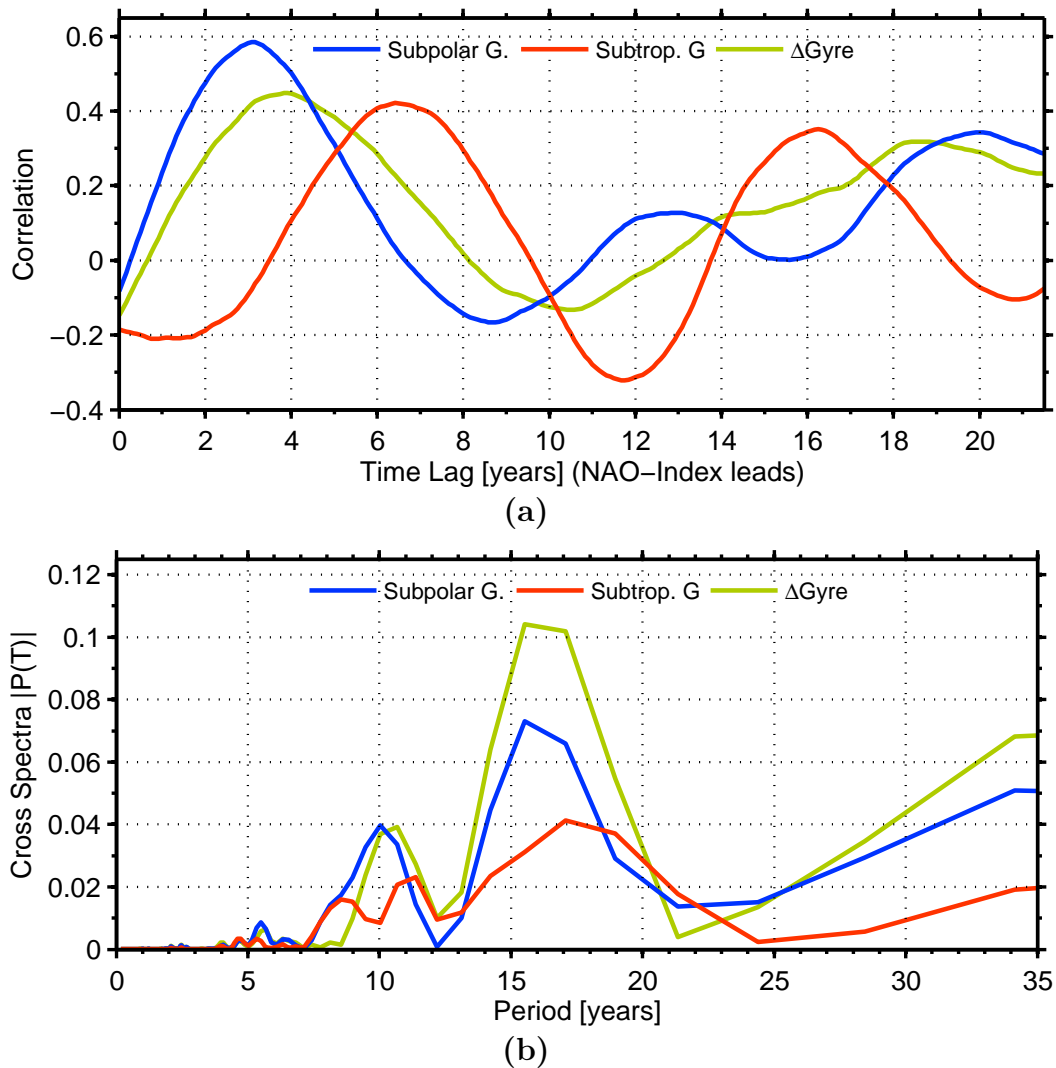 0.6
0.4
0.2
0
−0.2
−0.4
Correlation
Subpolar G.
Subtrop. G
ΔGyre
0 2 4 6 8 10 12 14 16 18 20
Time Lag [years] (NAO−Index leads)
(a)
0.12
0.1
0.08
0.06
0.04
0.02
0
Cross Spectra |P(T)|
Subpolar G.
Subtrop. G
ΔGyre
0 5 10 15 20 25 30 35
Period [years]
(b)